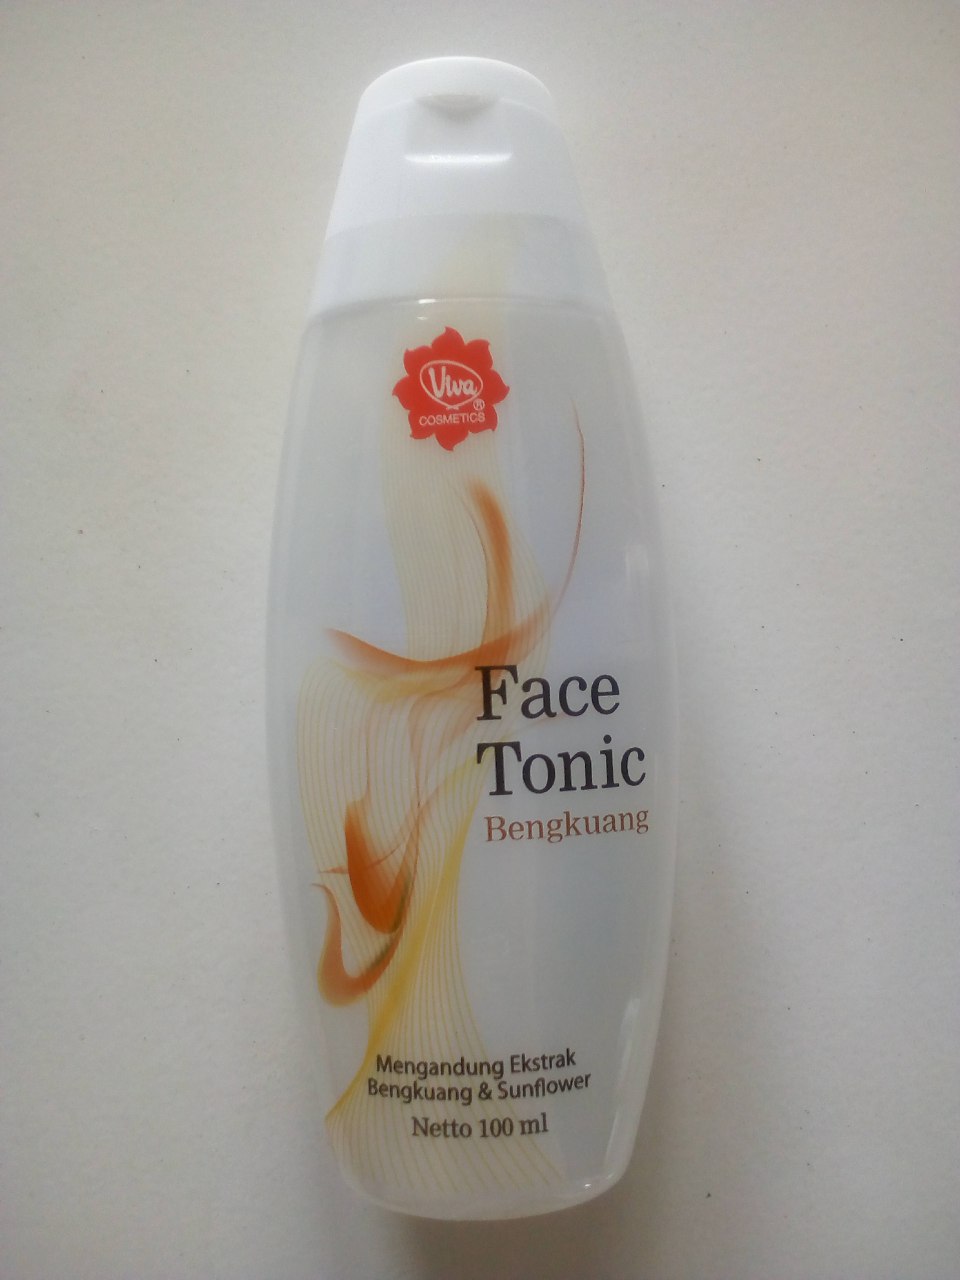 Viva
®
COSMETICS
Face
Tonic
Bengkuang
Mengandung Ekstrak
Bengkuang & Sunflower
Netto 100 ml